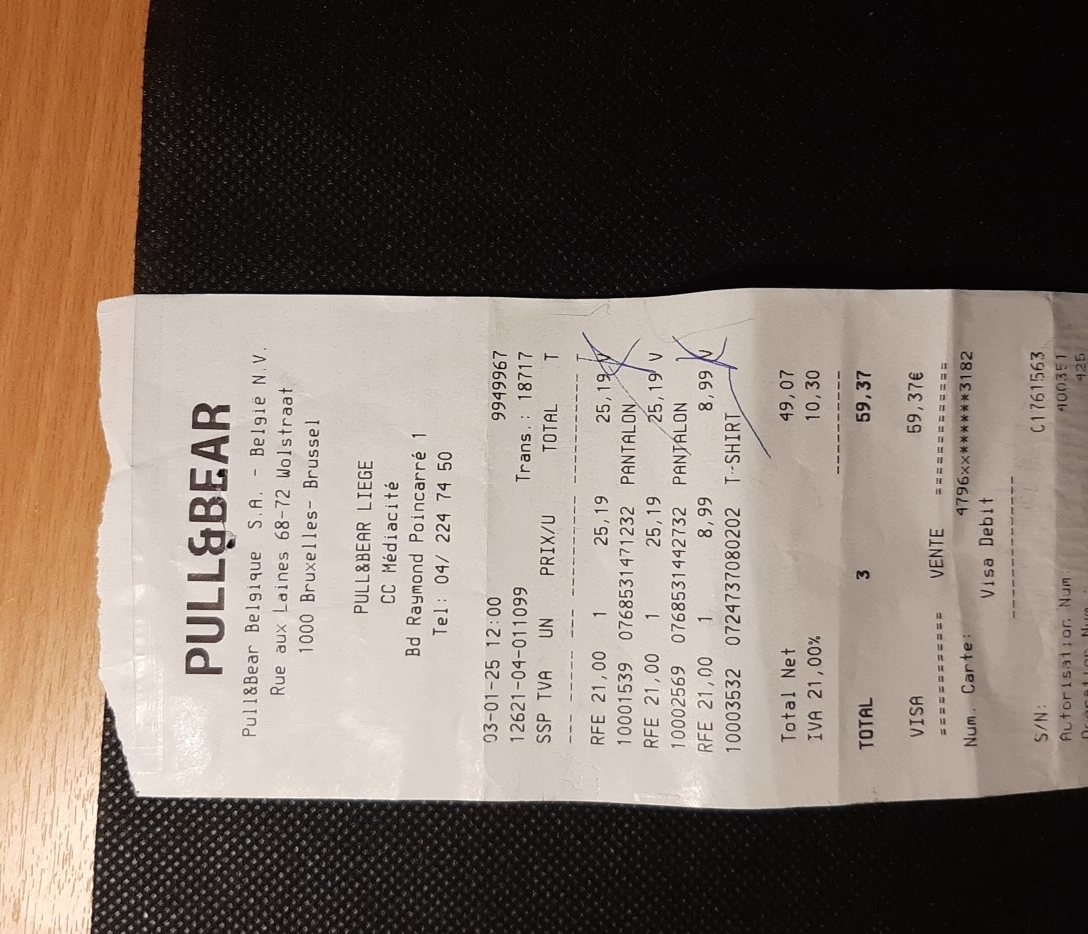 PULL&BEAR
Pull&Bear Belgique S.A. - België N.V.
Rue aux Laines 68-72 Wolstraat
1000 Bruxelles- Brussel
PULL&BEAR LIEGE
CC Médiacité
Bd Raymond Poincarré 1
Tel: 04/ 224 74 50
03-01-25 12:00 9949967
12621-04-011099 Trans.: 18717
SSP TVA UN PRIX/U TOTAL T
--- ----- --- ------------ ------------ T
RFE 21,00 1 25,19 25,19 V
10001539 07685314712​32 PANTALON
RFE 21,00 1 25,19 25,19 V
10002569 0768531442732 PANTALON
RFE 21,00 1 8,99 8,99 V
10003532 0724737080202 T-SHIRT
Total Net 49,07
IVA 21,00% 10,30
-----------
TOTAL 3 59,37
VISA 59,37€
=========== VENTE ============
Num. Carte: 4796xx******3182
Visa Debit
---------------
S/N: C1761563
Autorisation Num 400351
425